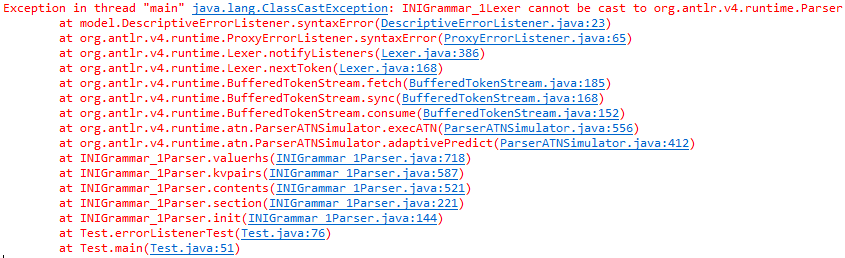 Exception in thread "main" java.lang.ClassCastException: INIGrammar_1Lexer cannot be cast to org.antlr.v4.runtime.Parser
at model.DescriptiveErrorListener.syntaxError(DescriptiveErrorListener.java:23)
at org.antlr.v4.runtime.ProxyErrorListener.syntaxError(ProxyErrorListener.java:65)
at org.antlr.v4.runtime.Lexer.notifyListeners(Lexer.java:386)
at org.antlr.v4.runtime.Lexer.nextToken(Lexer.java:168)
at org.antlr.v4.runtime.BufferedTokenStream.fetch(BufferedTokenStream.java:185)
at org.antlr.v4.runtime.BufferedTokenStream.sync(BufferedTokenStream.java:168)
at org.antlr.v4.runtime.BufferedTokenStream.consume(BufferedTokenStream.java:152)
at org.antlr.v4.runtime.atn.ParserATNSimulator.execATN(ParserATNSimulator.java:556)
at org.antlr.v4.runtime.atn.ParserATNSimulator.adaptivePredict(ParserATNSimulator.java:412)
at INIGrammar_1Parser.valuerhs(INIGrammar_1Parser.java:718)
at INIGrammar_1Parser.kvpairs(INIGrammar_1Parser.java:587)
at INIGrammar_1Parser.contents(INIGrammar_1Parser.java:521)
at INIGrammar_1Parser.section(INIGrammar_1Parser.java:221)
at INIGrammar_1Parser.init(INIGrammar_1Parser.java:144)
at Test.errorListenerTest(Test.java:76)
at Test.main(Test.java:51)